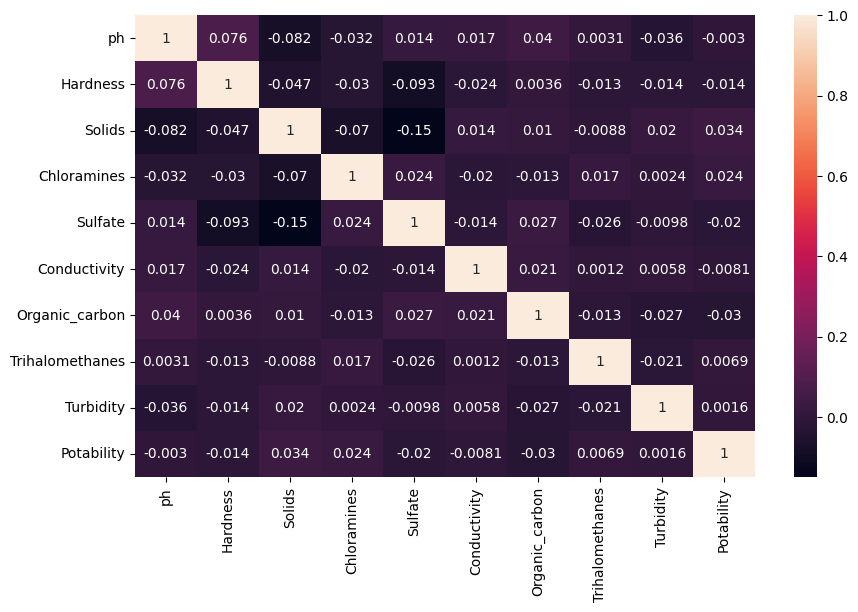 ph 1 0.076 -0.082 -0.032 0.014 0.017 0.04 0.0031 -0.036 -0.003
Hardness 0.076 1 -0.047 -0.03 -0.093 -0.024 0.0036 -0.013 -0.014 -0.014
Solids -0.082 -0.047 1 -0.07 -0.15 0.014 0.01 -0.0088 0.02 0.034
Chloramines -0.032 -0.03 -0.07 1 0.024 -0.02 -0.013 0.017 0.0024 0.024
Sulfate 0.014 -0.093 -0.15 0.024 1 -0.014 0.027 -0.026 -0.0098 -0.02
Conductivity 0.017 -0.024 0.014 -0.02 -0.014 1 0.021 0.0012 0.0058 -0.0081
Organic_carbon 0.04 0.0036 0.01 -0.013 0.027 0.021 1 -0.013 -0.027 -0.03
Trihalomethanes 0.0031 -0.013 -0.0088 0.017 -0.026 0.0012 -0.013 1 -0.021 0.0069
Turbidity -0.036 -0.014 0.02 0.0024 -0.0098 0.0058 -0.027 -0.021 1 0.0016
Potability -0.003 -0.014 0.034 0.024 -0.02 -0.0081 -0.03 0.0069 0.0016 1
ph
Hardness
Solids
Chloramines
Sulfate
Conductivity
Organic_carbon
Trihalomethanes
Turbidity
Potability
1.0
0.8
0.6
0.4
0.2
0.0